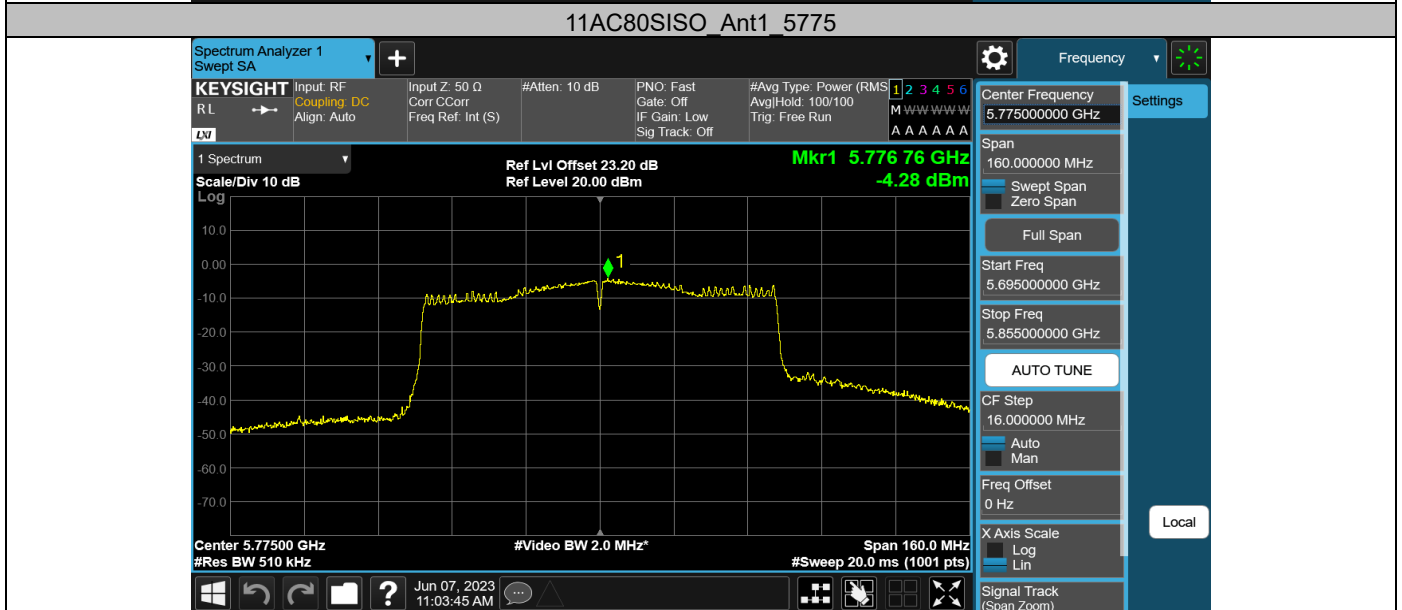 11AC80SISO_Ant1_5775
Spectrum Analyzer 1
Swept SA
+
Frequency
KEYSIGHT
R L
LXI
Input: RF
Coupling: DC
Align: Auto
Input Z: 50 Ω
Corr CCorr
Freq Ref: Int (S)
#Atten: 10 dB
PNO: Fast
Gate: Off
IF Gain: Low
Sig Track: Off
#Avg Type: Power (RMS
Avg|Hold: 100/100
Trig: Free Run
1 2 3 4 5 6
M W W W W W
A A A A A A
1 Spectrum
Scale/Div 10 dB
Log
Ref Lvl Offset 23.20 dB
Ref Level 20.00 dBm
Mkr1 5.776 76 GHz
-4.28 dBm
10.0
0.00
-10.0
-20.0
-30.0
-40.0
-50.0
-60.0
-70.0
1
Center 5.77500 GHz
#Video BW 2.0 MHz*
Span 160.0 MHz
#Res BW 510 kHz
#Sweep 20.0 ms (1001 pts)
Center Frequency
5.775000000 GHz
Settings
Span
160.000000 MHz
Swept Span
Zero Span
Full Span
Start Freq
5.695000000 GHz
Stop Freq
5.855000000 GHz
AUTO TUNE
CF Step
16.000000 MHz
Auto
Man
Freq Offset
0 Hz
X Axis Scale
Log
Lin
Local
Signal Track
(Span Zoom)
?
Jun 07, 2023
11:03:45 AM